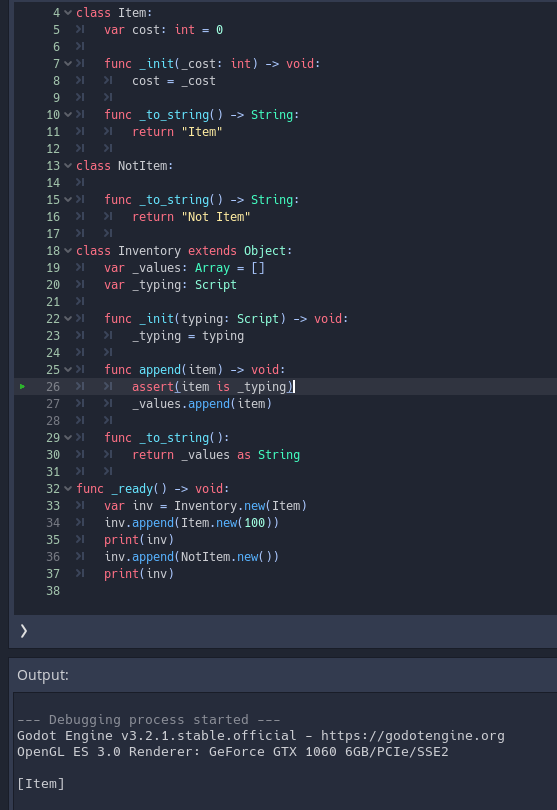 4 class Item:
5 var cost: int = 0
6
7 func _init(_cost: int) -> void:
8 cost = _cost
9
10 func _to_string() -> String:
11 return "Item"
12
13 class NotItem:
14
15 func _to_string() -> String:
16 return "Not Item"
17
18 class Inventory extends Object:
19 var _values: Array = []
20 var _typing: Script
21
22 func _init(typing: Script) -> void:
23 _typing = typing
24
25 func append(item) -> void:
26 assert(item is _typing)
27 _values.append(item)
28
29 func _to_string():
30 return _values as String
31
32 func _ready() -> void:
33 var inv = Inventory.new(Item)
34 inv.append(Item.new(100))
35 print(inv)
36 inv.append(NotItem.new())
37 print(inv)
38
Output:
--- Debugging process started ---
Godot Engine v3.2.1.stable.official - https://godotengine.org
OpenGL ES 3.0 Renderer: GeForce GTX 1060 6GB/PCIe/SSE2
[Item]